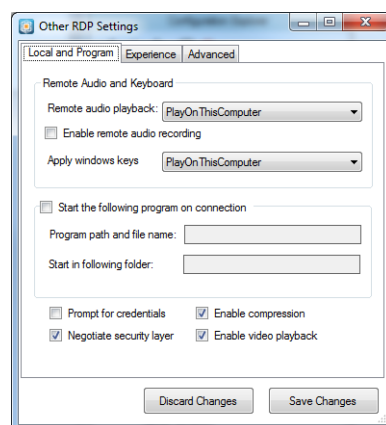 Other RDP Settings
Local and Program Experience Advanced
Remote Audio and Keyboard
Remote audio playback: PlayOnThisComputer
Enable remote audio recording
Apply windows keys PlayOnThisComputer
Start the following program on connection
Program path and file name:
Start in following folder:
Prompt for credentials Enable compression
Negotiate security layer Enable video playback
Discard Changes Save Changes